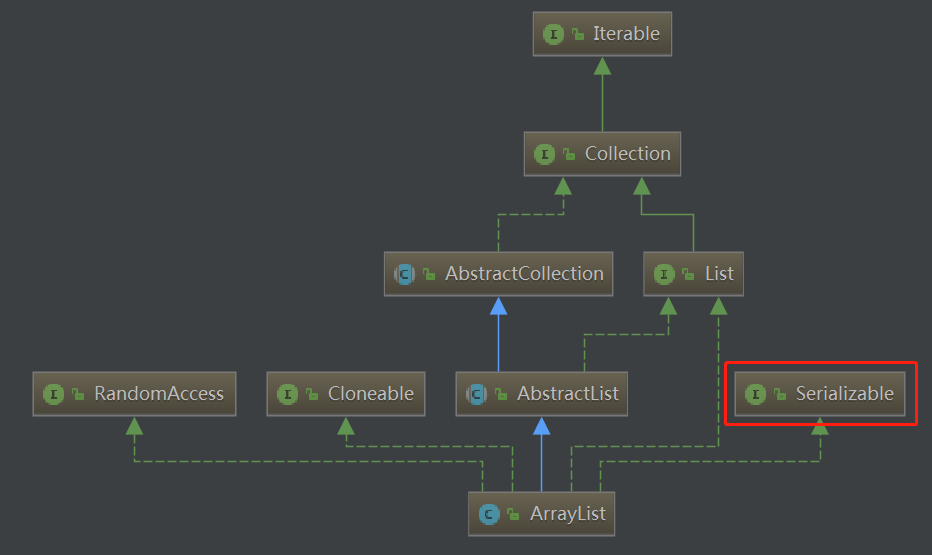 I Iterable
I Collection
C AbstractCollection
I List
I RandomAccess
I Cloneable
C AbstractList
I Serializable
C ArrayList